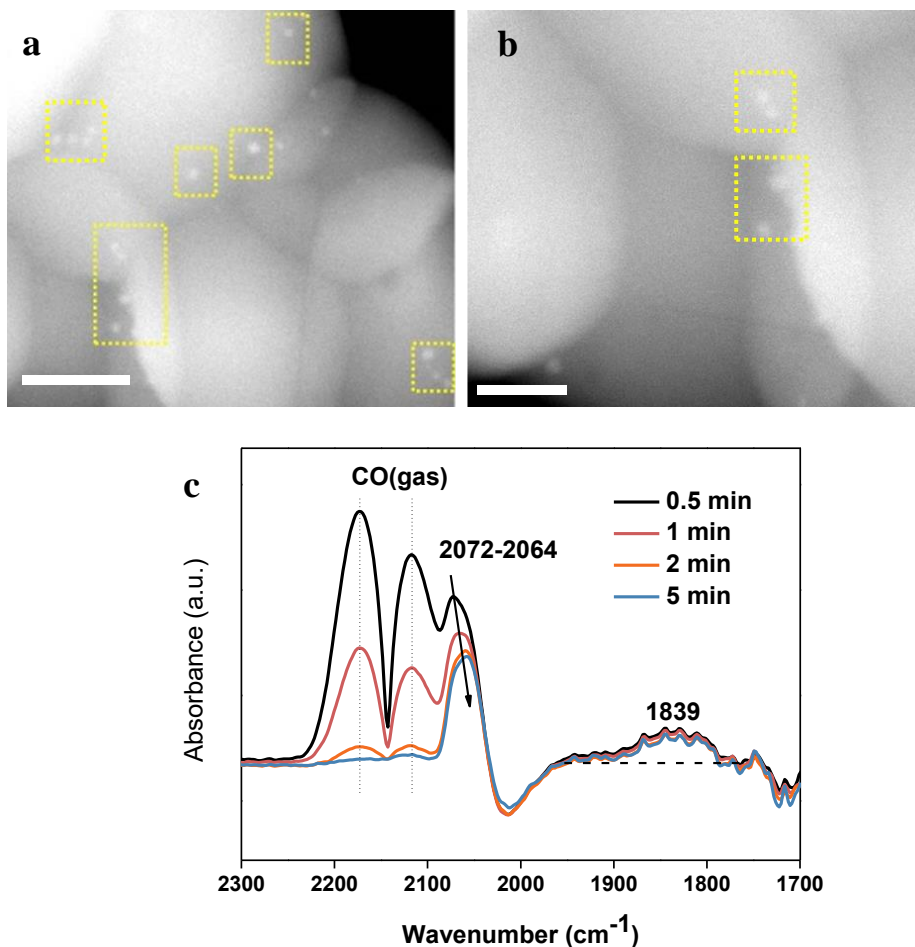 a
b
c
CO(gas)
2072-2064
0.5 min
1 min
2 min
5 min
1839
Absorbance (a.u.)
2300 2200 2100 2000 1900 1800 1700
Wavenumber (cm⁻¹)